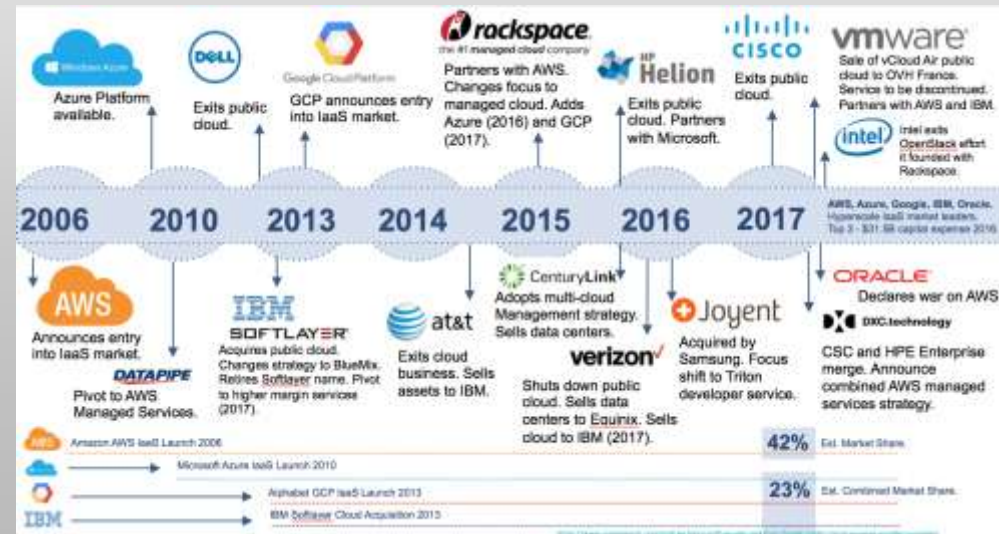 Windows Azure
Azure Platform
available.
DELL
Exits public
cloud.
Google Cloud Platform
GCP announces entry
into IaaS market.
rackspace.
the #1 managed cloud company
Partners with AWS.
Changes focus to
managed cloud. Adds
Azure (2016) and GCP
(2017).
HP
Helion
Exits public
cloud. Partners
with Microsoft.
CISCO
Exits public
cloud.
vmware
Sale of vCloud Air public
cloud to OVH France.
Service to be discontinued.
Partners with AWS and IBM.
intel
Intel exits
OpenStack effort
it founded with
Rackspace.
2006
2010
2013
2014
2015
2016
2017
AWS, Azure, Google, IBM, Oracle.
Hyperscale IaaS market leaders.
Top 3 - $31.5B capital expense 2016
AWS
Announces entry
into IaaS market.
DATAPIPE
Pivot to AWS
Managed Services.
IBM
SOFTLAYER
Acquires public cloud.
Changes strategy to BlueMix.
Retires Softlayer name. Pivot
to higher margin services
(2017).
at&t
Exits cloud
business. Sells
assets to IBM.
CenturyLink
Adopts multi-cloud
Management strategy.
Sells data centers.
verizon
Shuts down public
cloud. Sells data
centers to Equinix. Sells
cloud to IBM (2017).
Joyent
Acquired by
Samsung. Focus
shift to Triton
developer service.
ORACLE
Declares war on AWS
DXC.technology
CSC and HPE Enterprise
merge. Announce
combined AWS managed
services strategy.
AWS Amazon AWS IaaS Launch 2006
42% Est. Market Share.
Microsoft Azure IaaS Launch 2010
Alphabet GCP IaaS Launch 2013
23% Est. Combined Market Share.
IBM IBM Softlayer Cloud Acquisition 2013